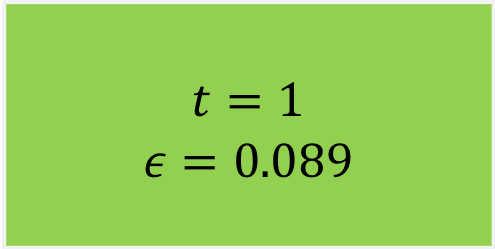 t = 1
ϵ = 0.089